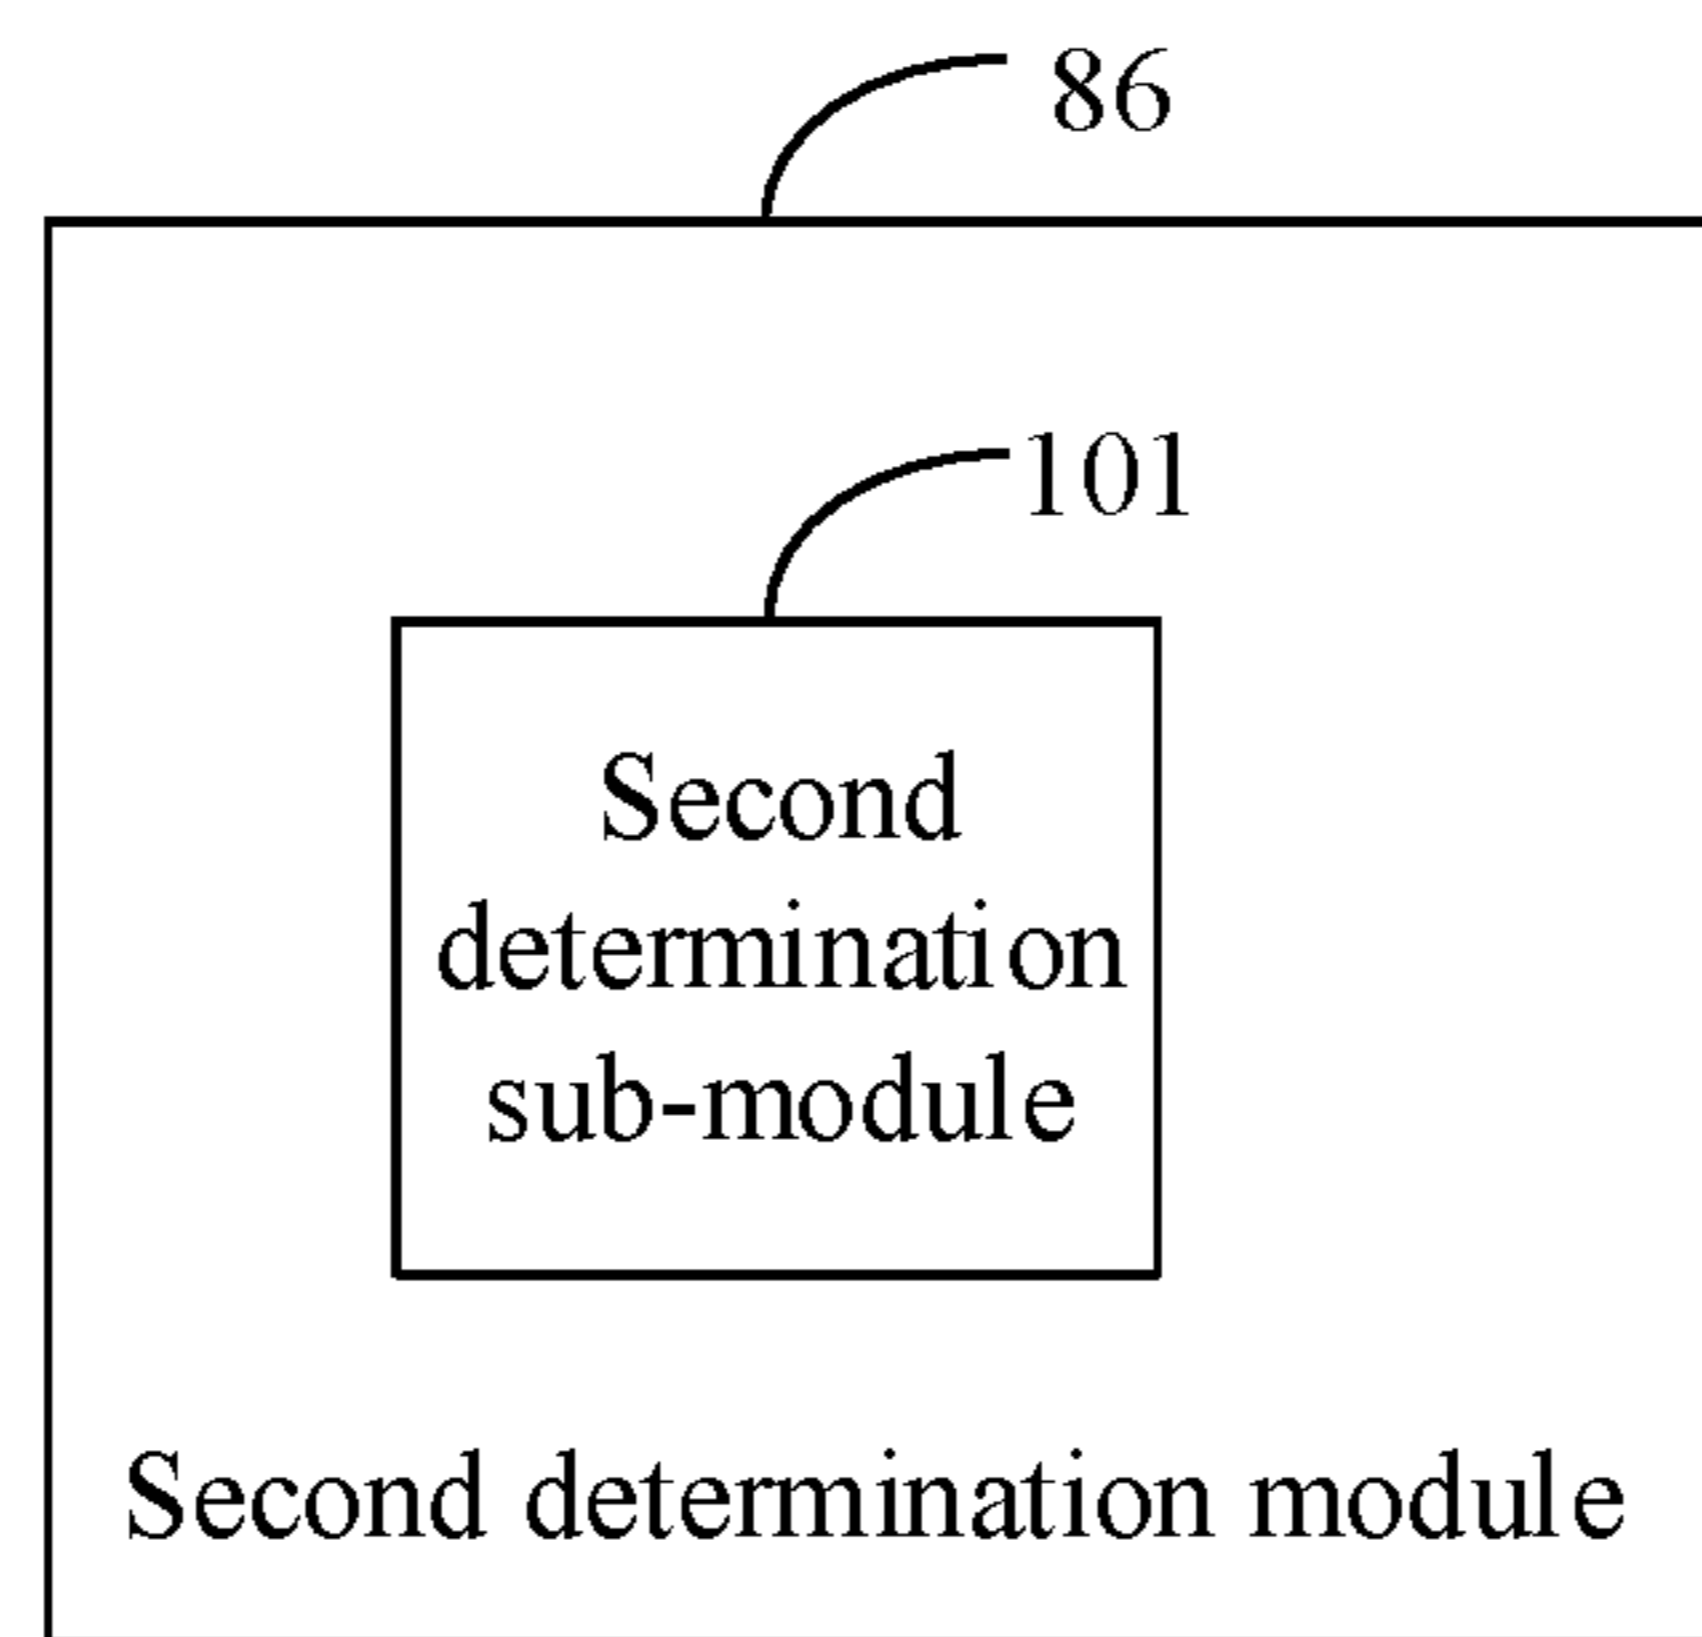 86
101
Second
determination
sub-module
Second determination module